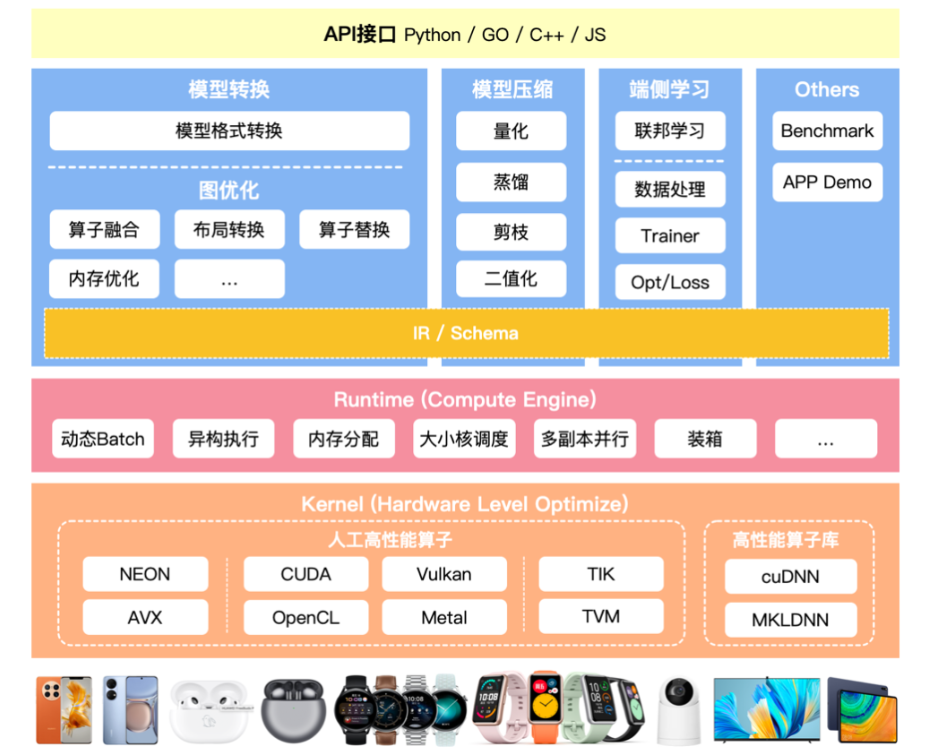 API接口 Python / GO / C++ / JS
模型转换
模型格式转换
图优化
算子融合
布局转换
算子替换
内存优化
...
模型压缩
量化
蒸馏
剪枝
二值化
端侧学习
联邦学习
数据处理
Trainer
Opt/Loss
Others
Benchmark
APP Demo
IR / Schema
Runtime (Compute Engine)
动态Batch
异构执行
内存分配
大小核调度
多副本并行
装箱
...
Kernel (Hardware Level Optimize)
人工高性能算子
NEON
CUDA
Vulkan
TIK
AVX
OpenCL
Metal
TVM
高性能算子库
cuDNN
MKLDNN